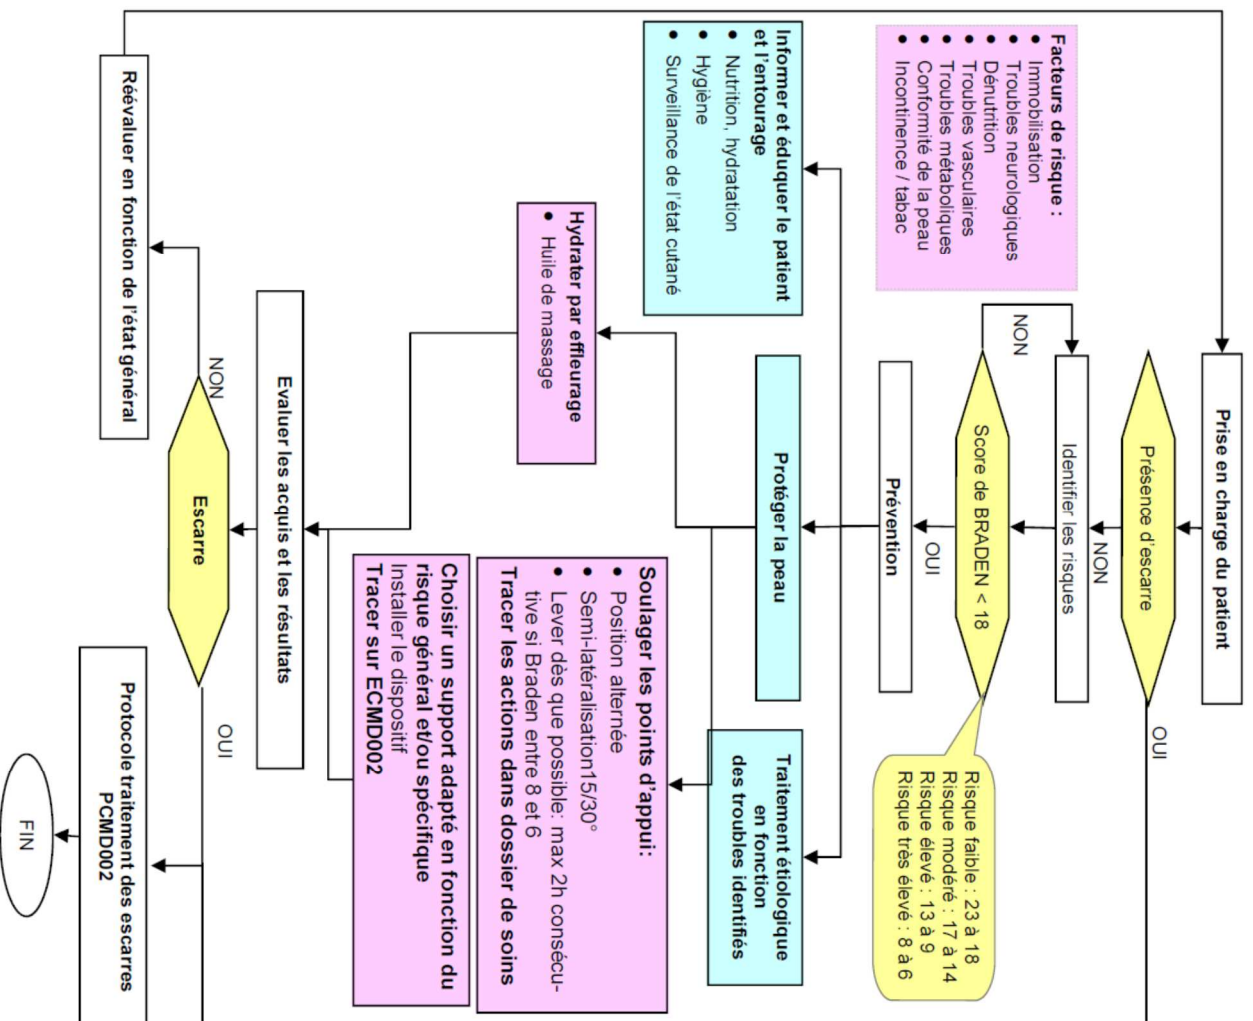 Prise en charge du patient
Présence d'escarre
OUI
NON
Facteurs de risque :
• Immobilisation
• Troubles neurologiques
• Dénutrition
• Troubles vasculaires
• Troubles métaboliques
• Conformité de la peau
• Incontinence / tabac
Identifier les risques
NON
Score de BRADEN < 18
Risque faible : 23 à 18
Risque modéré : 17 à 14
Risque élevé : 13 à 9
Risque très élevé : 8 à 6
OUI
Prévention
Informer et éduquer le patient
et l'entourage
• Nutrition, hydratation
• Hygiène
• Surveillance de l'état cutané
Protéger la peau
Traitement étiologique
en fonction
des troubles identifiés
Hydrater par effleurage
• Huile de massage
Soulager les points d'appui:
• Position alternée
• Semi-latéralisation15/30°
• Lever dès que possible: max 2h consécu-
tive si Braden entre 8 et 6
Tracer les actions dans dossier de soins
Choisir un support adapté en fonction du
risque général et/ou spécifique
Installer le dispositif
Tracer sur ECMD002
Evaluer les acquis et les résultats
Escarre
NON
OUI
Réévaluer en fonction de l'état général
Protocole traitement des escarres
PCMD002
FIN